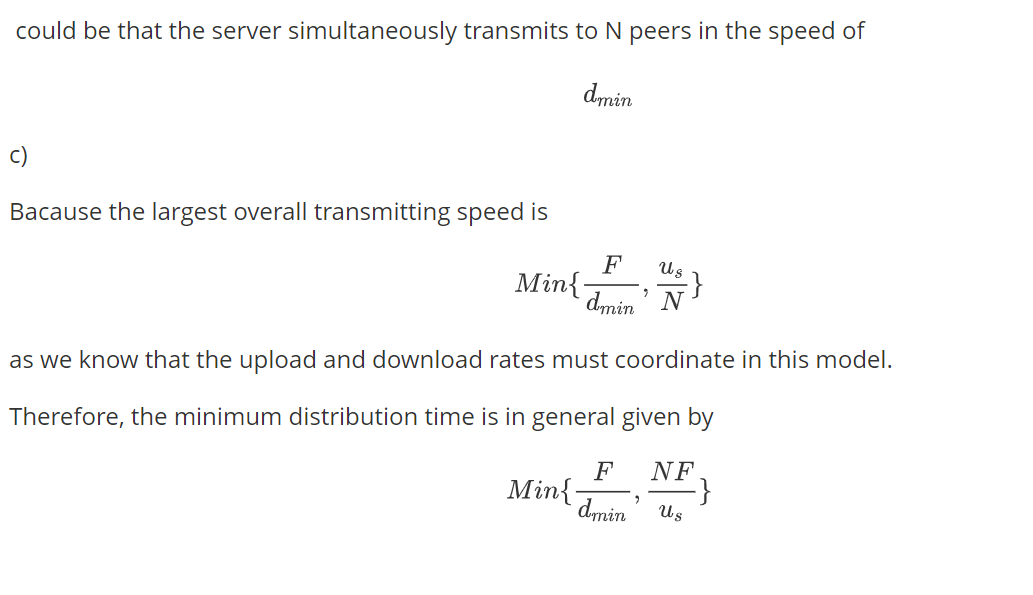 could be that the server simultaneously transmits to N peers in the speed of
d_{min}
c)
Bacause the largest overall transmitting speed is
Min{\frac{F}{d_{min}}, \frac{u_s}{N}}
as we know that the upload and download rates must coordinate in this model.
Therefore, the minimum distribution time is in general given by
Min{\frac{F}{d_{min}}, \frac{NF}{u_s}}